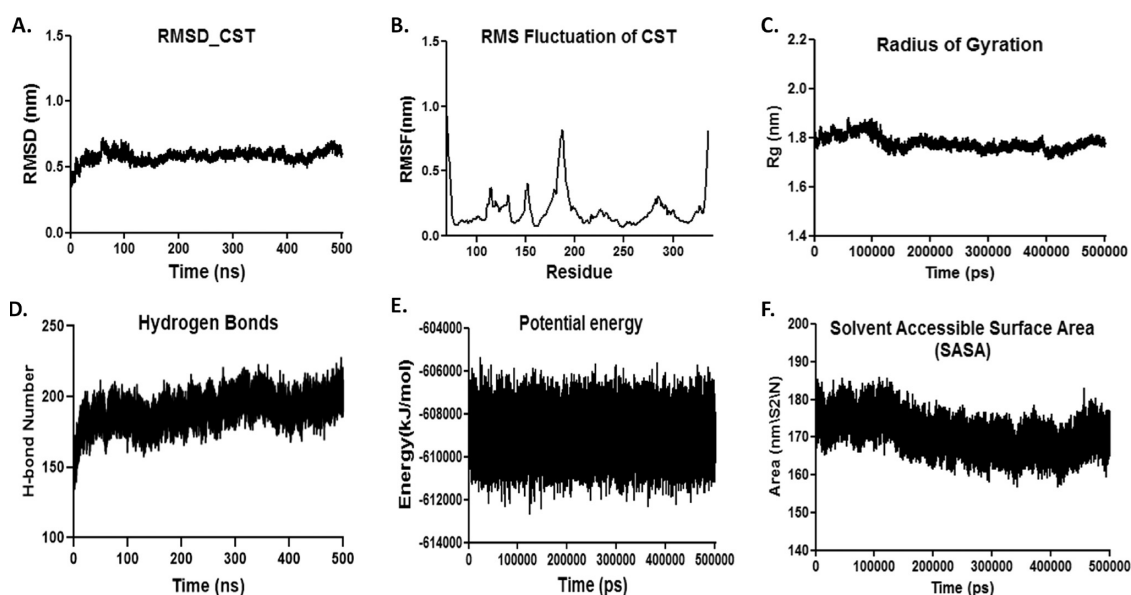 A.
RMSD_CST
1.5
1.0
0.5
0.0
RMSD (nm)
0 100 200 300 400 500
Time (ns)
B.
RMS Fluctuation of CST
1.5
1.0
0.5
0.0
RMSF(nm)
100 150 200 250 300
Residue
C.
Radius of Gyration
2.2
2.0
1.8
1.6
1.4
Rg (nm)
0 100000 200000 300000 400000 500000
Time (ps)
D.
Hydrogen Bonds
250
200
150
100
H-bond Number
0 100 200 300 400 500
Time (ns)
E.
Potential energy
-604000
-606000
-608000
-610000
-612000
-614000
Energy(kJ/mol)
0 100000 200000 300000 400000 500000
Time (ps)
F.
Solvent Accessible Surface Area
(SASA)
200
190
180
170
160
150
140
Area (nm\S2\N)
0 100000 200000 300000 400000 500000
Time (ps)